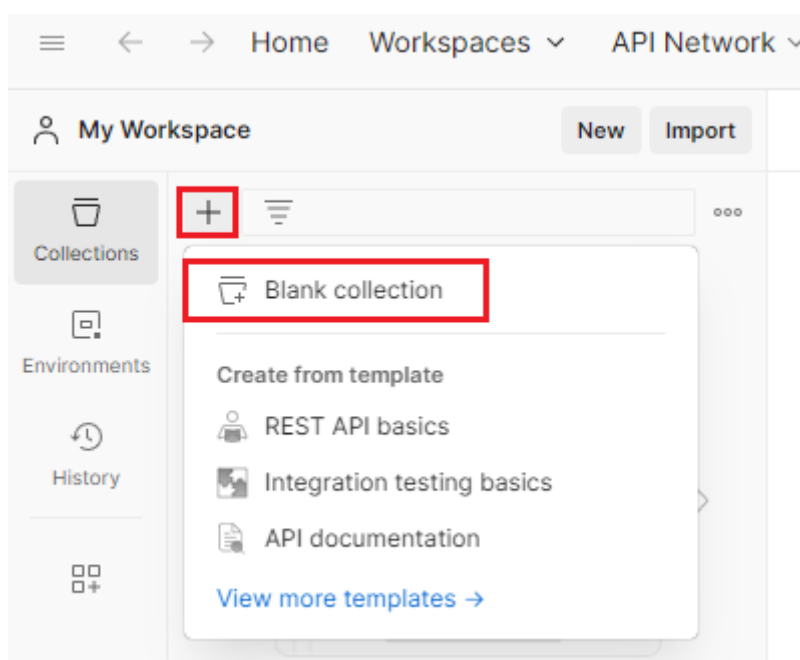 Home Workspaces API Network
My Workspace New Import
Collections
Blank collection
Environments
Create from template
REST API basics
History
Integration testing basics
API documentation
View more templates →